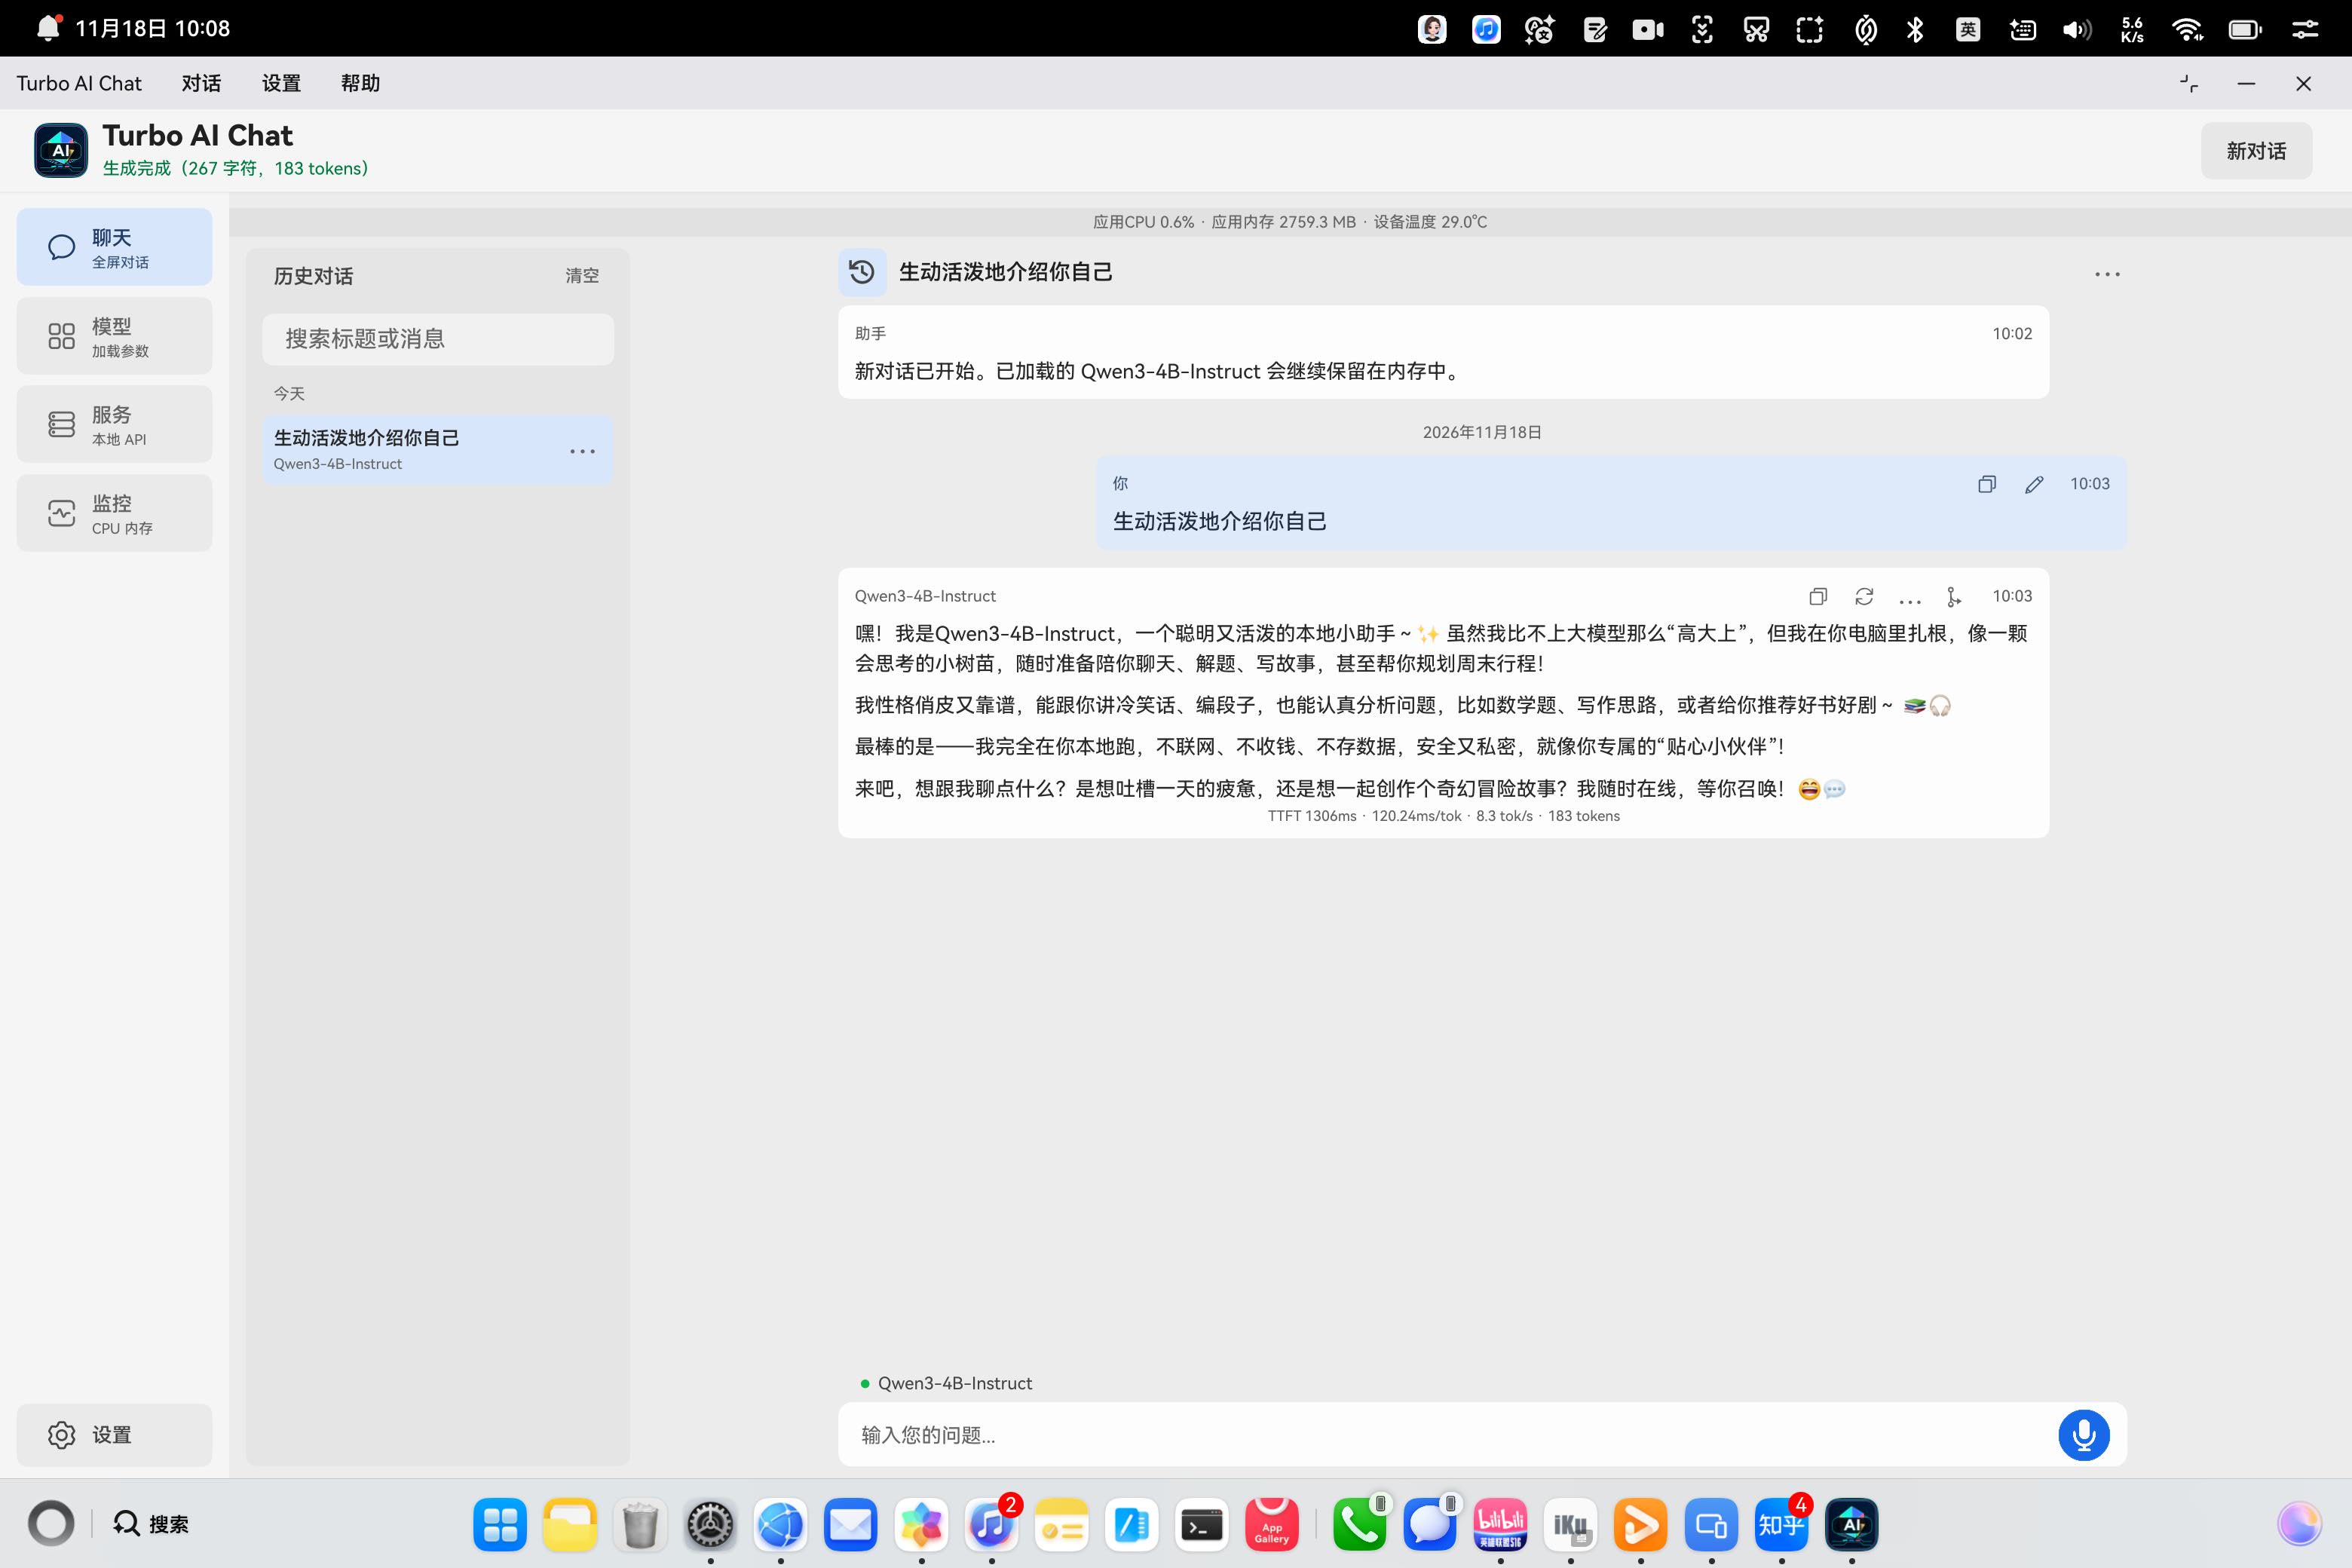 11月18日 10:08
5.6
K/s
英
Turbo AI Chat 对话 设置 帮助
Turbo AI Chat
生成完成（267 字符，183 tokens）
新对话
聊天
全屏对话
模型
加载参数
服务
本地 API
监控
CPU 内存
设置
应用CPU 0.6% · 应用内存 2759.3 MB · 设备温度 29.0℃
历史对话 清空
搜索标题或消息
今天
生动活泼地介绍你自己
Qwen3-4B-Instruct
生动活泼地介绍你自己
助手 10:02
新对话已开始。已加载的 Qwen3-4B-Instruct 会继续保留在内存中。
2026年11月18日
你 10:03
生动活泼地介绍你自己
Qwen3-4B-Instruct 10:03
嘿！我是Qwen3-4B-Instruct，一个聪明又活泼的本地小助手～✨ 虽然我比不上大模型那么“高大上”，但我在你电脑里扎根，像一颗
会思考的小树苗，随时准备陪你聊天、解题、写故事，甚至帮你规划周末行程！
我性格俏皮又靠谱，能跟你讲冷笑话、编段子，也能认真分析问题，比如数学题、写作思路，或者给你推荐好书好剧～ 📚🎧
最棒的是——我完全在你本地跑，不联网、不收钱、不存数据，安全又私密，就像你专属的“贴心小伙伴”！
来吧，想跟我聊点什么？是想吐槽一天的疲惫，还是想一起创作个奇幻冒险故事？我随时在线，等你召唤！😄💬
TTFT 1306ms · 120.24ms/tok · 8.3 tok/s · 183 tokens
Qwen3-4B-Instruct
输入您的问题...
搜索
2
App
Gallery
bilibili
英雄联盟S16
iKu
知乎
4
AI